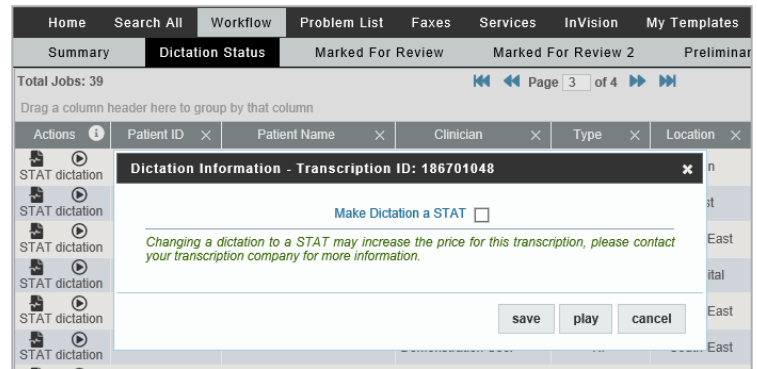 Home Search All Workflow Problem List Faxes Services InVision My Templates
Summary Dictation Status Marked For Review Marked For Review 2 Preliminar
Total Jobs: 39 Page 3 of 4
Drag a column header here to group by that column
Actions Patient ID Patient Name Clinician Type Location
STAT dictation
STAT dictation st
STAT dictation East
STAT dictation ital
STAT dictation East
STAT dictation East
Dictation Information - Transcription ID: 186701048
Make Dictation a STAT
Changing a dictation to a STAT may increase the price for this transcription, please contact
your transcription company for more information.
save play cancel